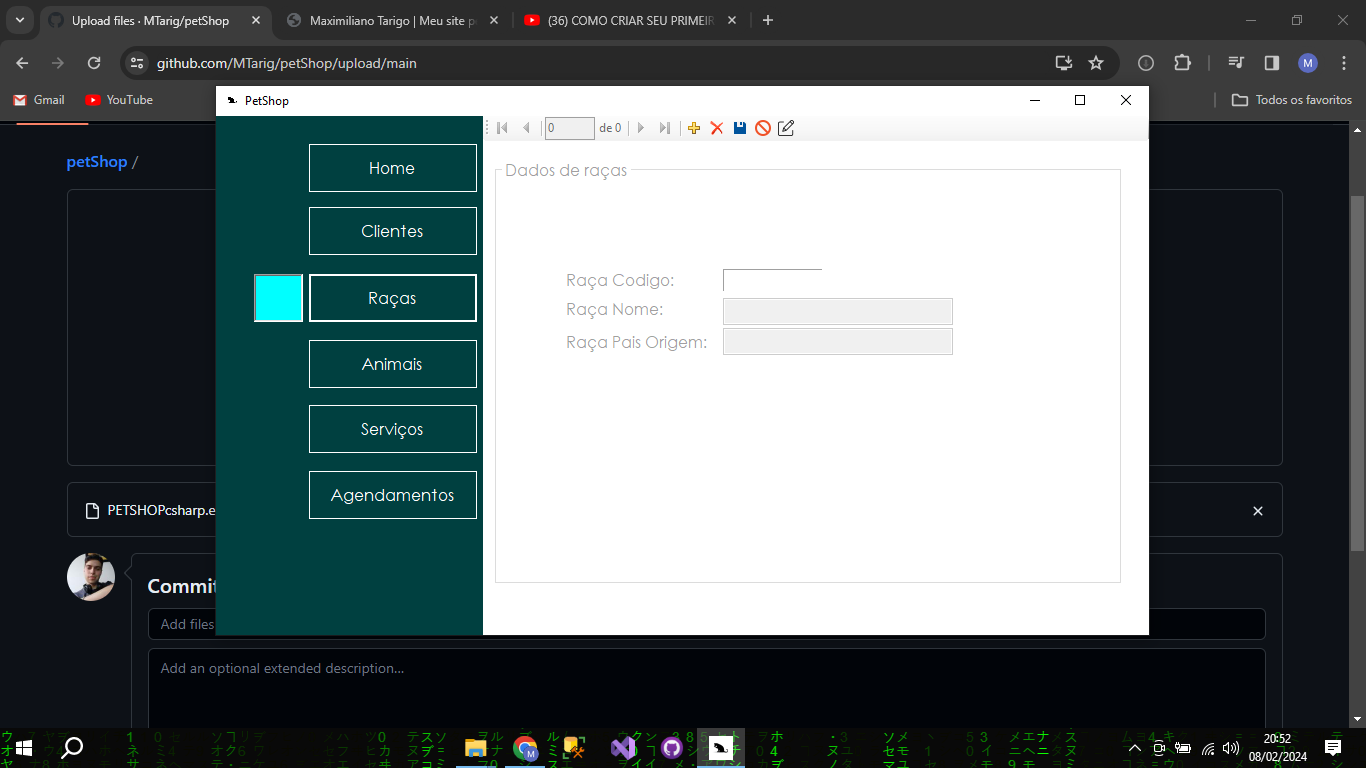 Upload files · MTarig/petShop
Maximiliano Tarigo | Meu site p
(36) COMO CRIAR SEU PRIMEIR
github.com/MTarig/petShop/upload/main
M
Gmail
YouTube
Todos os favoritos
PetShop
petShop /
0
de 0
Home
Clientes
Raças
Animais
Serviços
Agendamentos
Dados de raças
Raça Codigo:
Raça Nome:
Raça Pais Origem:
PETSHOPcsharp.e
Commit
Add files
Add an optional extended description...
20:52
08/02/2024